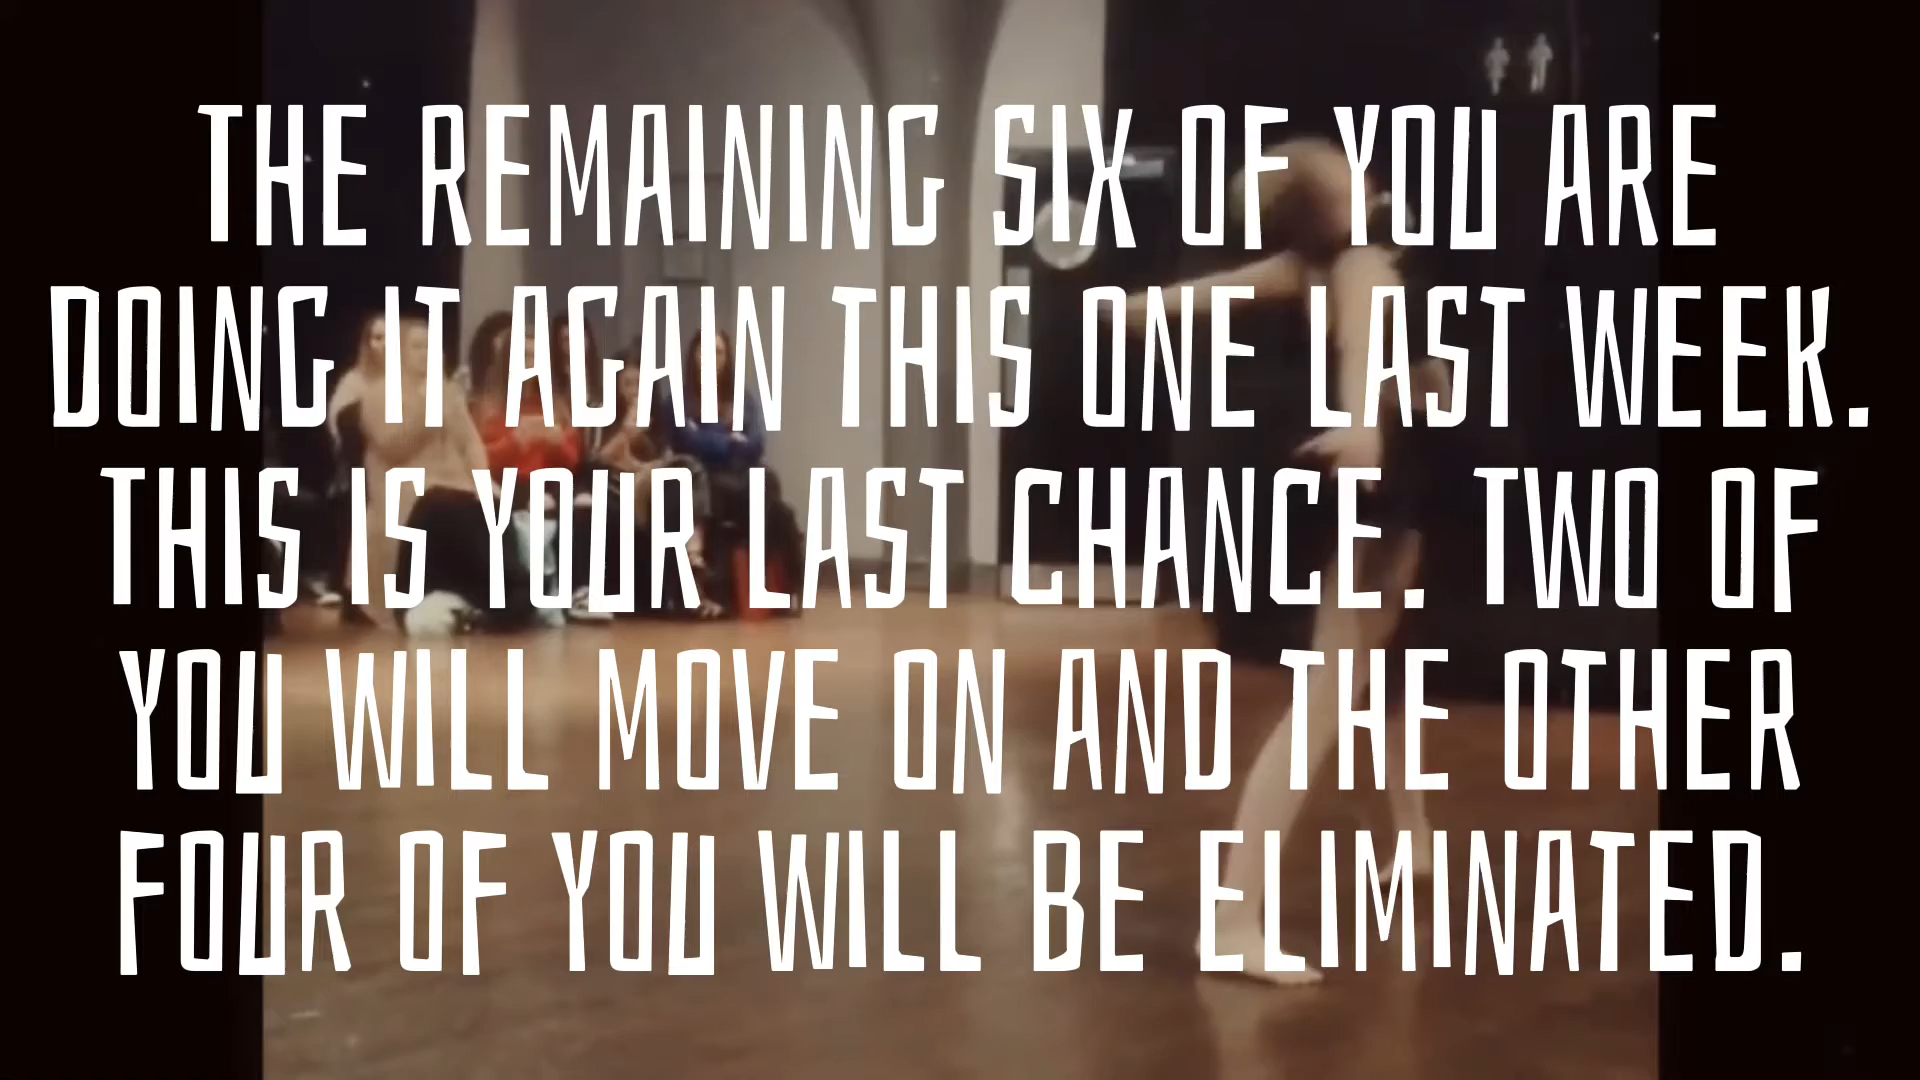 THE REMAINING SIX OF YOU ARE
DOING IT AGAIN THIS ONE LAST WEEK.
THIS IS YOUR LAST CHANCE. TWO OF
YOU WILL MOVE ON AND THE OTHER
FOUR OF YOU WILL BE ELIMINATED.